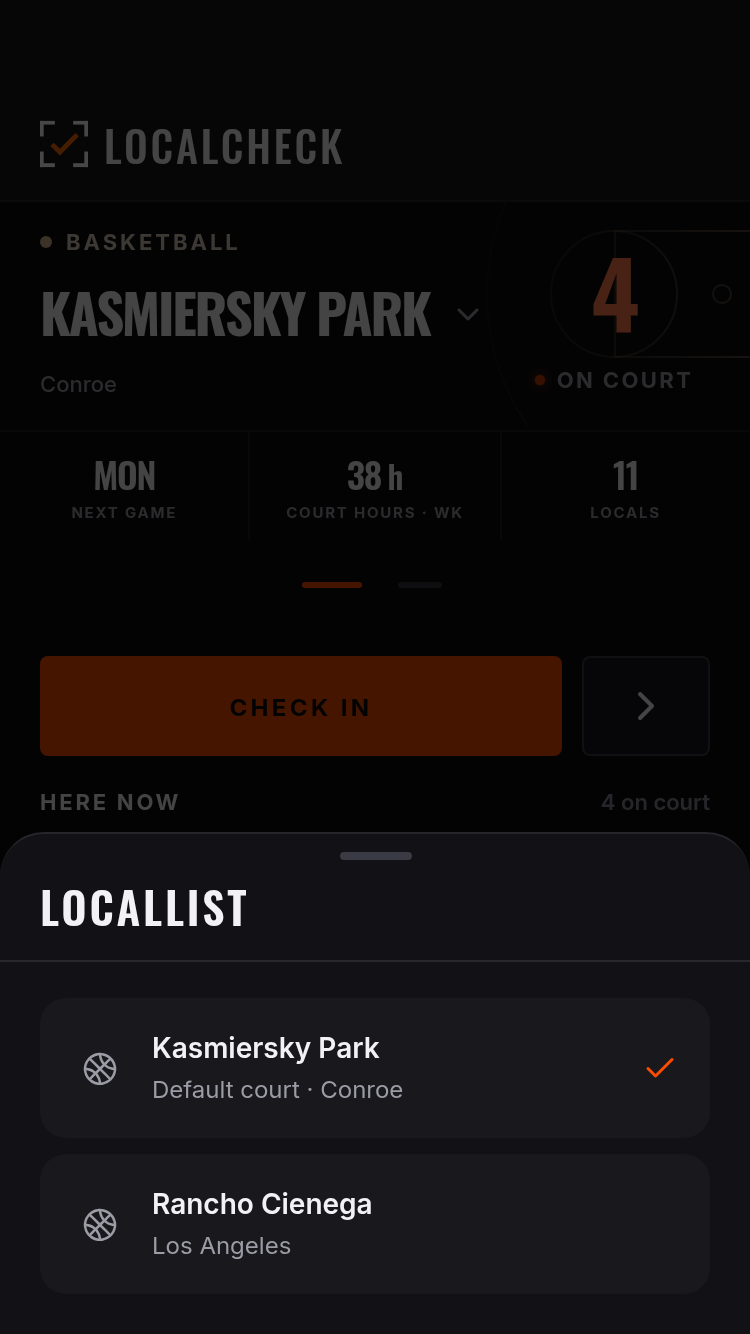 LOCALCHECK
BASKETBALL
KASMIERSKY PARK
Conroe
4
ON COURT
MON
NEXT GAME
38 h
COURT HOURS · WK
11
LOCALS
CHECK IN
HERE NOW
4 on court
LOCALLIST
Kasmiersky Park
Default court · Conroe
Rancho Cienega
Los Angeles